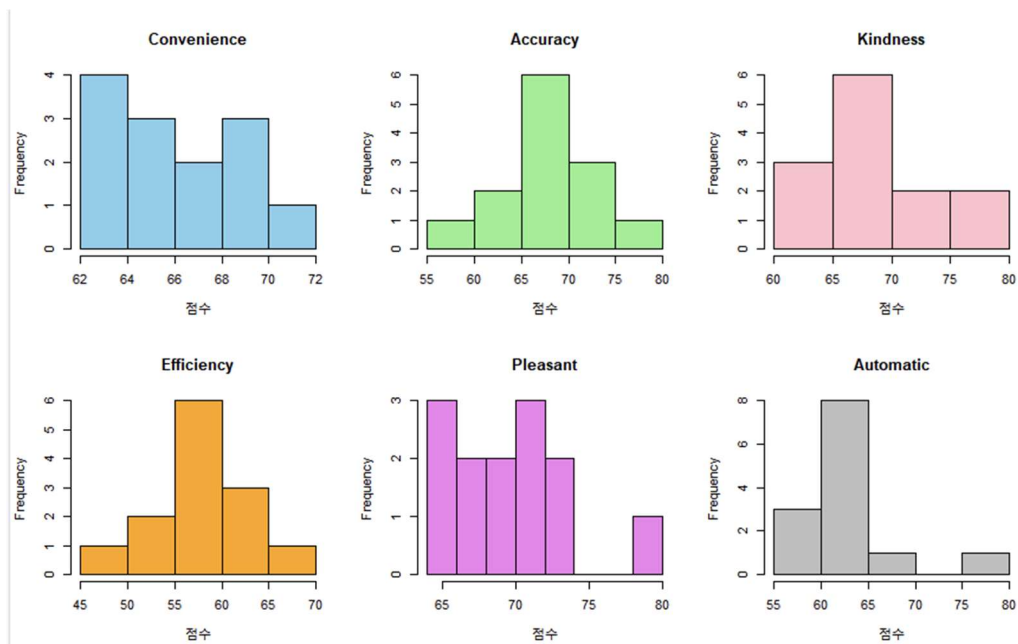 Convenience
Frequency
0 1 2 3 4
62 64 66 68 70 72
점수
Accuracy
Frequency
0 1 2 3 4 5 6
55 60 65 70 75 80
점수
Kindness
Frequency
0 1 2 3 4 5 6
60 65 70 75 80
점수
Efficiency
Frequency
0 1 2 3 4 5 6
45 50 55 60 65 70
점수
Pleasant
Frequency
0 1 2 3
65 70 75 80
점수
Automatic
Frequency
0 2 4 6 8
55 60 65 70 75 80
점수